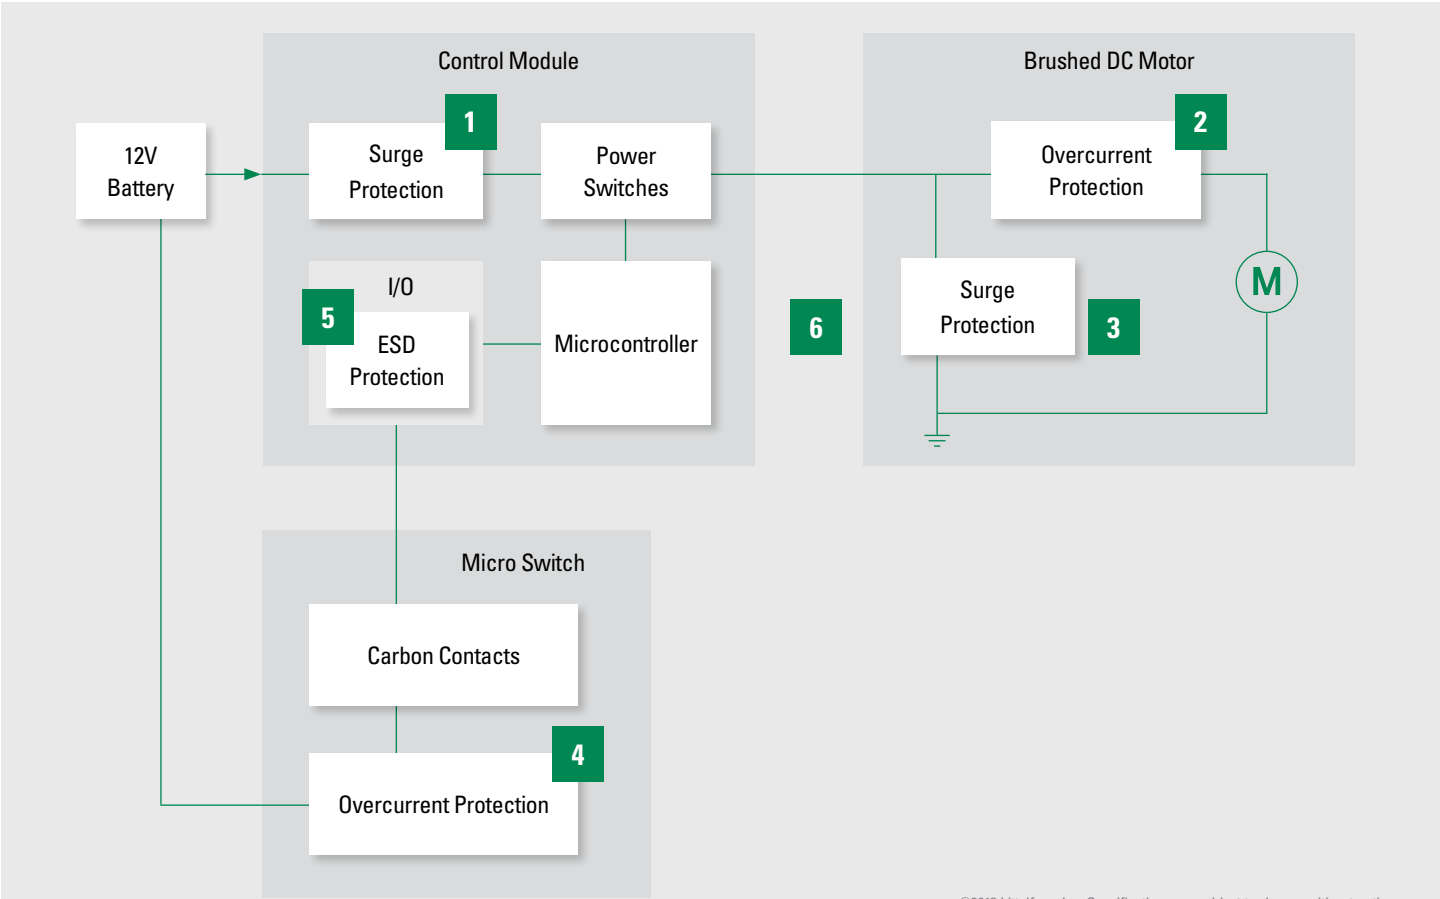 Control Module
Brushed DC Motor
12V
Battery
1
Surge
Protection
Power
Switches
2
Overcurrent
Protection
I/O
5
ESD
Protection
Microcontroller
6
Surge
Protection
3
M
Micro Switch
Carbon Contacts
4
Overcurrent Protection